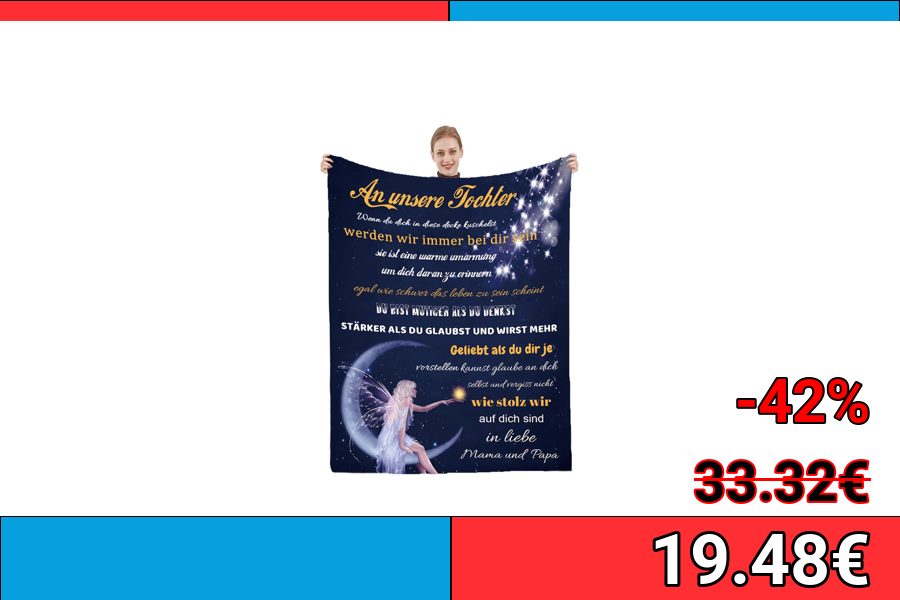 An unsere Tochter
Wenn du dich in diese decke kuschelst
werden wir immer bei dir sein
sie ist eine warme umarmung
um dich daran zu erinnern
egal wie schwer das leben zu sein scheint
DU BIST MUTIGER ALS DU DENKST
STÄRKER ALS DU GLAUBST UND WIRST MEHR
Geliebt als du dir je
vorstellen kannst glaube an dich
selbst und vergiss nicht
wie stolz wir
auf dich sind
in liebe
Mama und Papa
-42%
33.32€
19.48€